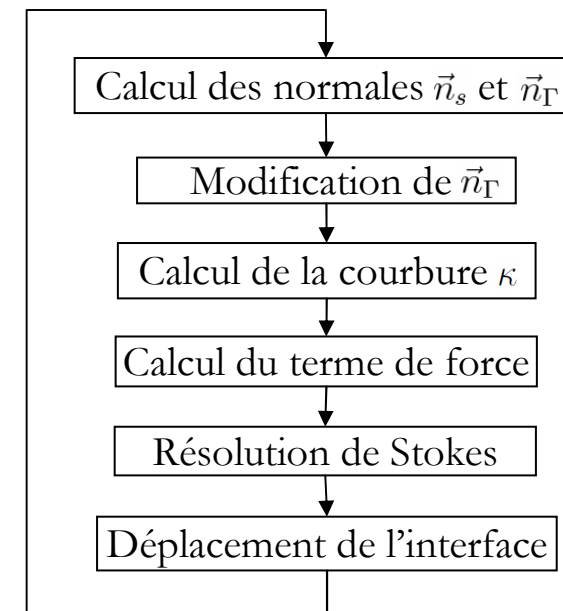 Calcul des normales $\vec{n}_s$ et $\vec{n}_\Gamma$
Modification de $\vec{n}_\Gamma$
Calcul de la courbure $\kappa$
Calcul du terme de force
Résolution de Stokes
Déplacement de l’interface